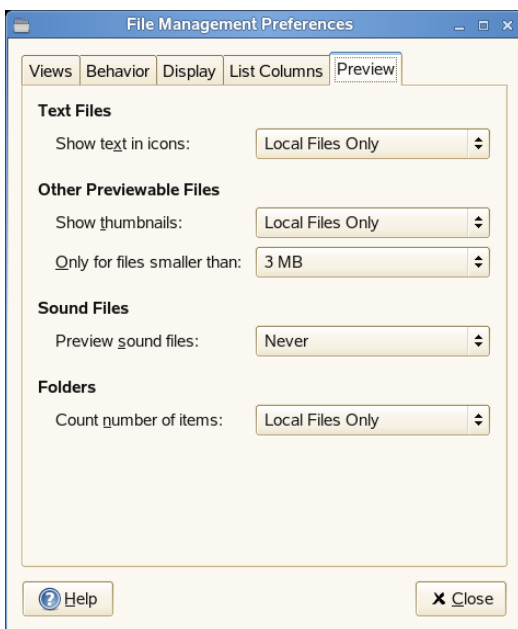 File Management Preferences
Views Behavior Display List Columns Preview
Text Files
Show text in icons: Local Files Only
Other Previewable Files
Show thumbnails: Local Files Only
Only for files smaller than: 3 MB
Sound Files
Preview sound files: Never
Folders
Count number of items: Local Files Only
Help Close